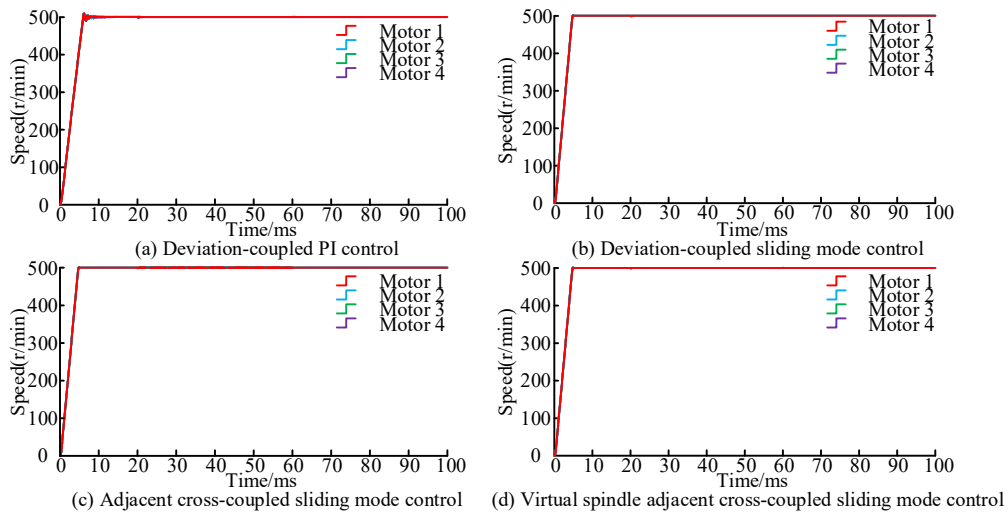 500
400
300
200
100
0
Speed(r/min)
Motor 1
Motor 2
Motor 3
Motor 4
0 10 20 30 40 50 60 70 80 90 100
Time/ms
(a) Deviation-coupled PI control
500
400
300
200
100
0
Speed(r/min)
Motor 1
Motor 2
Motor 3
Motor 4
0 10 20 30 40 50 60 70 80 90 100
Time/ms
(b) Deviation-coupled sliding mode control
500
400
300
200
100
0
Speed(r/min)
Motor 1
Motor 2
Motor 3
Motor 4
0 10 20 30 40 50 60 70 80 90 100
Time/ms
(c) Adjacent cross-coupled sliding mode control
500
400
300
200
100
0
Speed(r/min)
Motor 1
Motor 2
Motor 3
Motor 4
0 10 20 30 40 50 60 70 80 90 100
Time/ms
(d) Virtual spindle adjacent cross-coupled sliding mode control